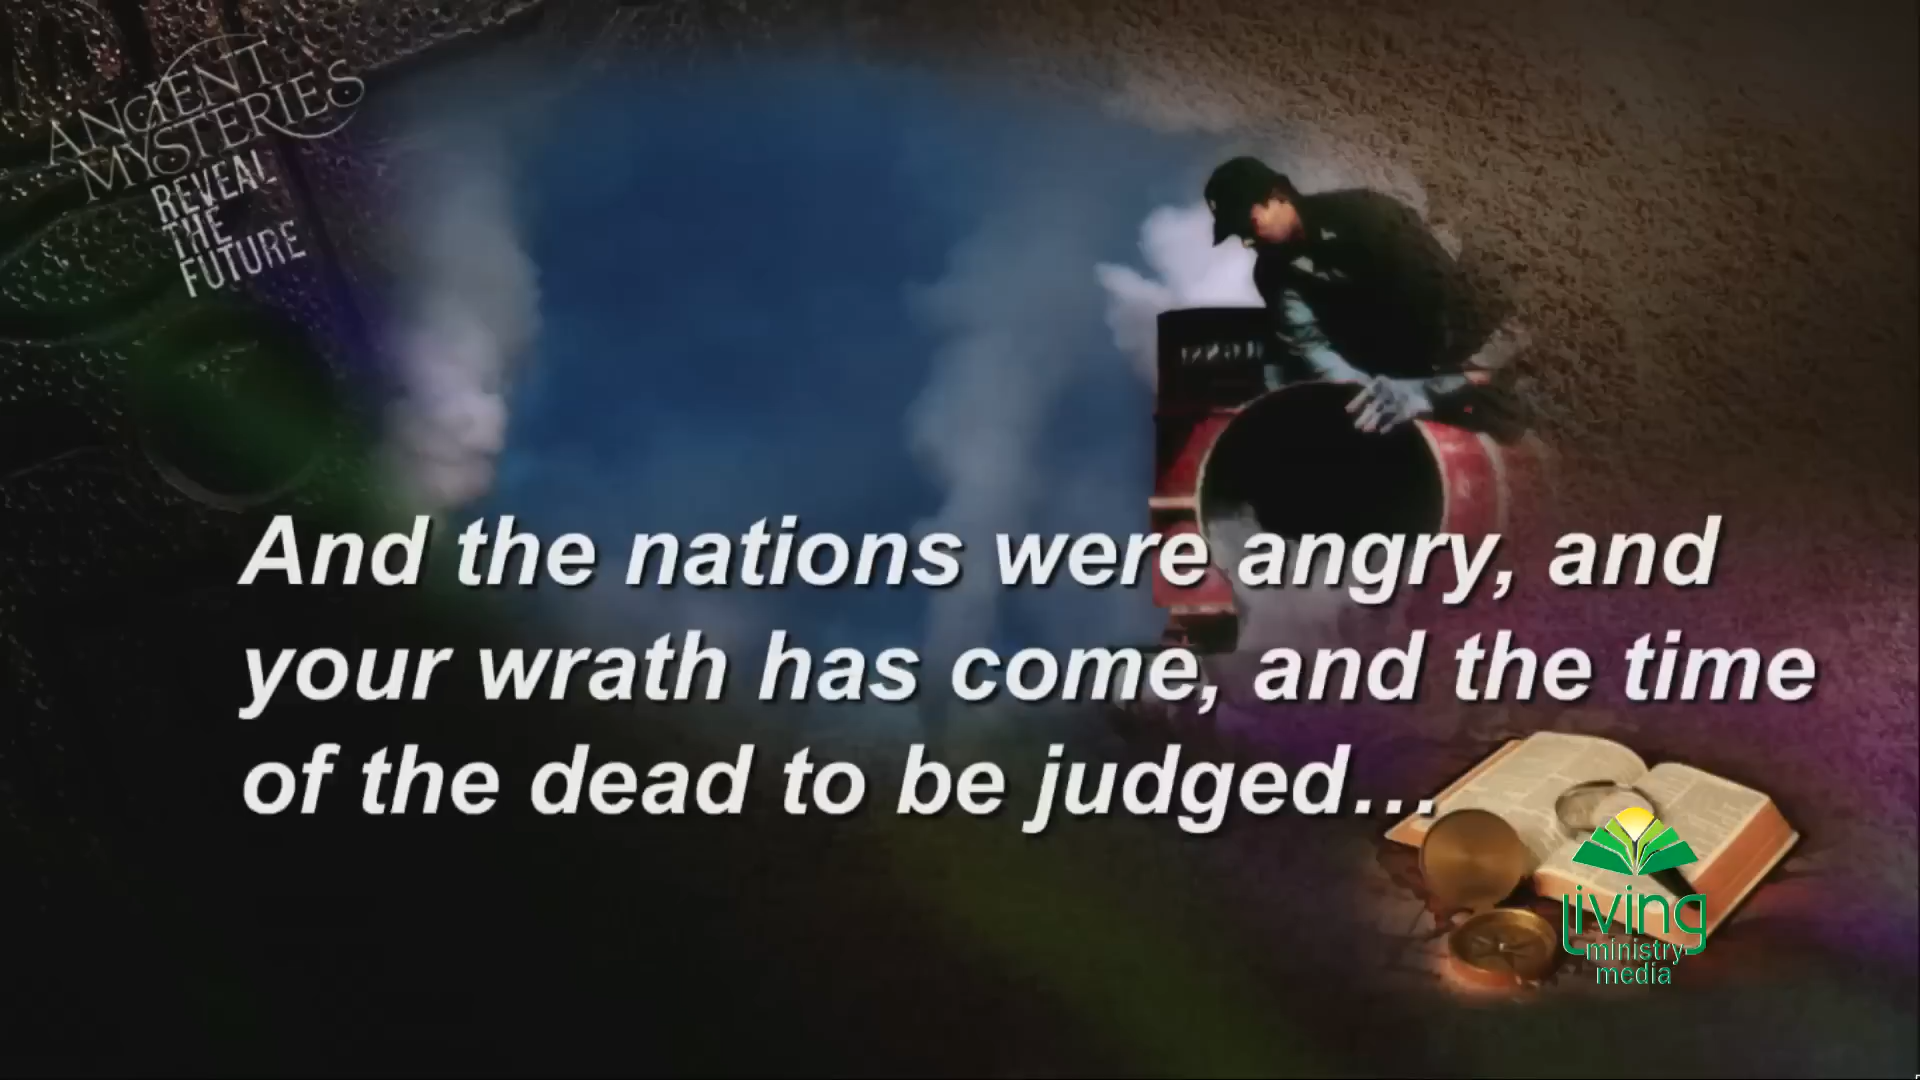 ANCIENT
MYSTERIES
REVEAL
THE
FUTURE
And the nations were angry, and
your wrath has come, and the time
of the dead to be judged…
living
ministry
media